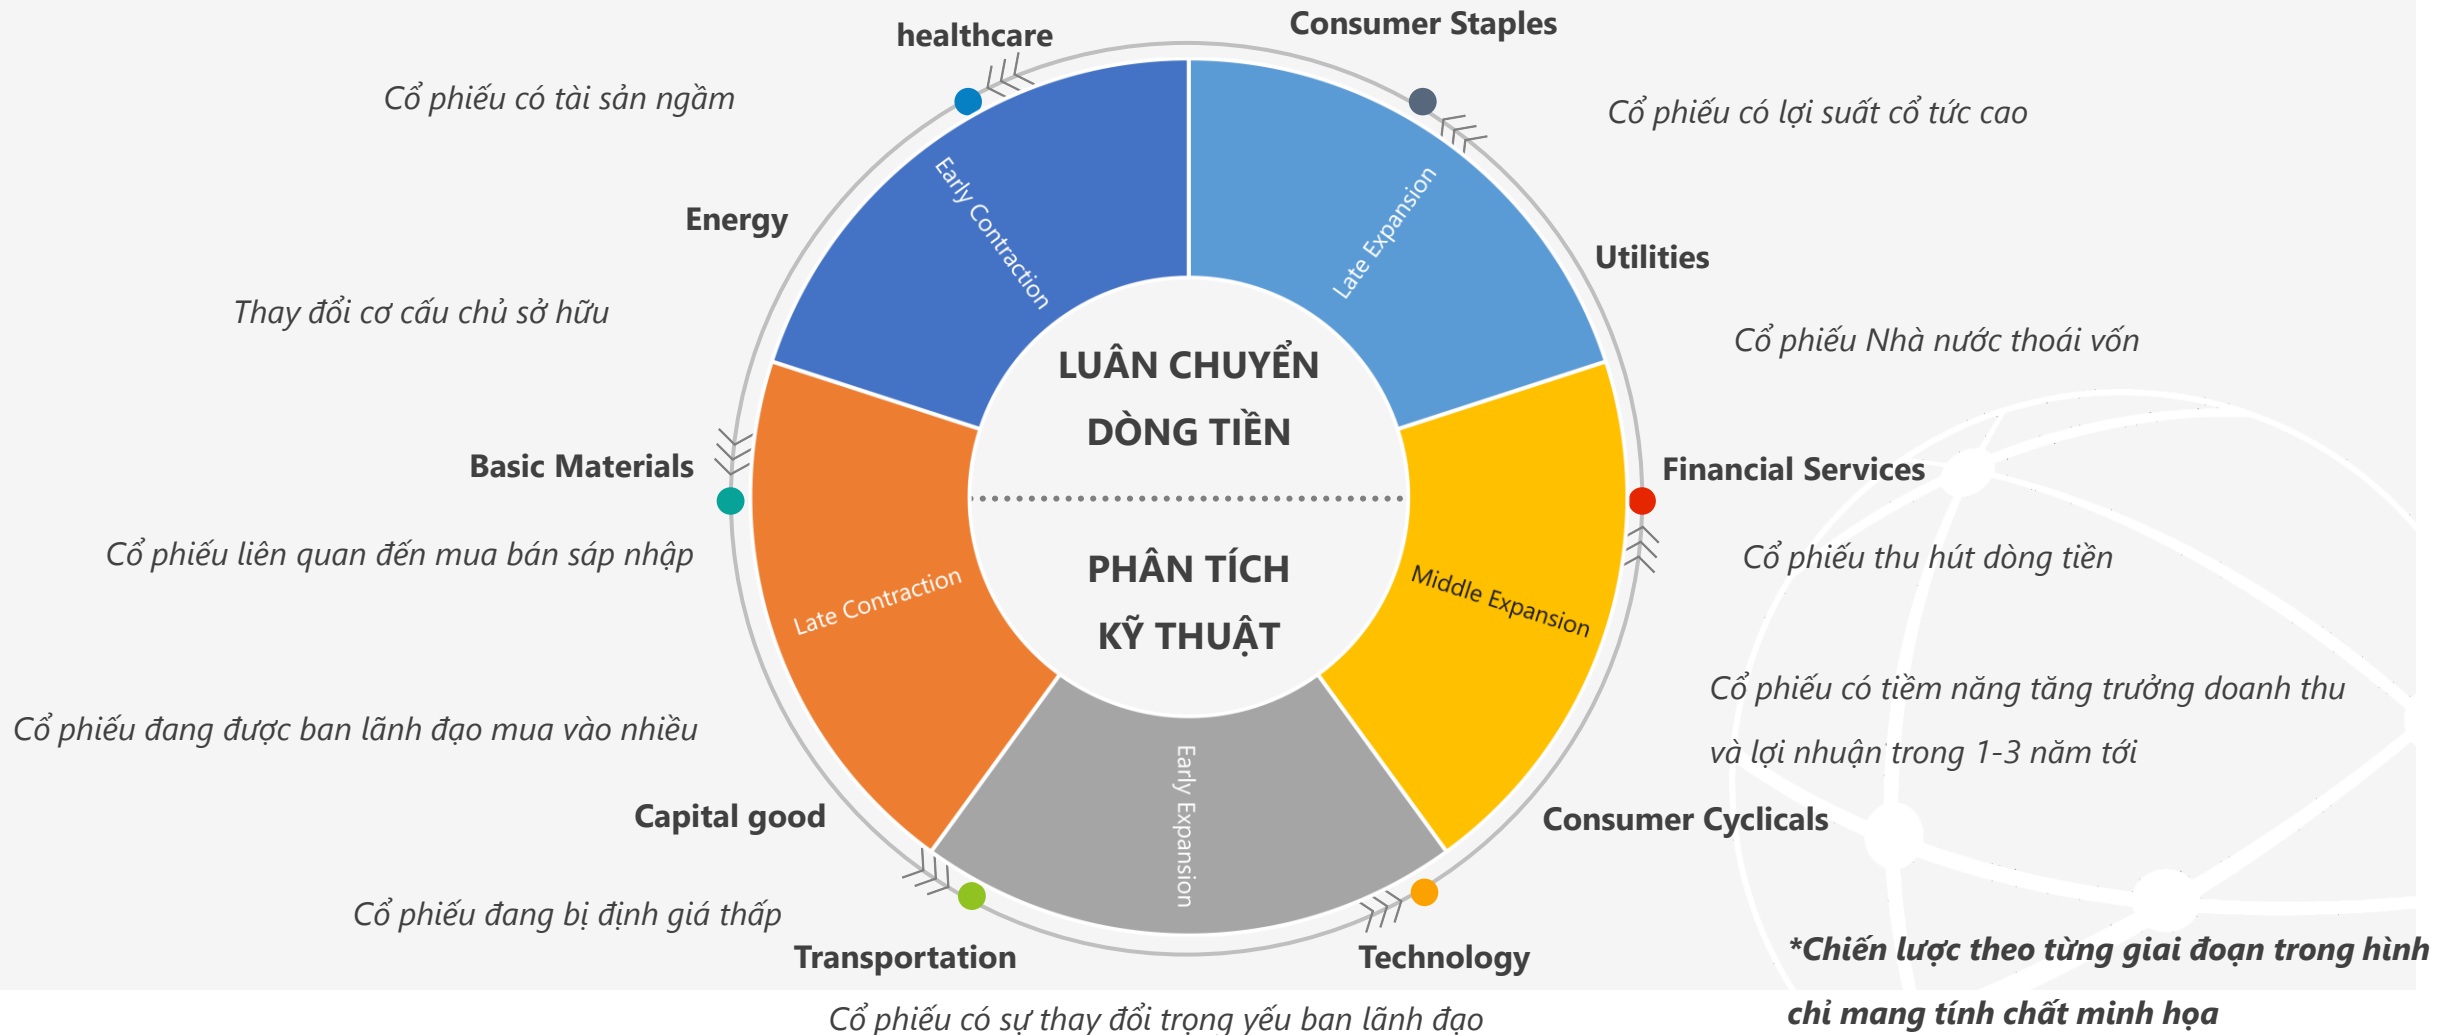 healthcare
Consumer Staples
Cổ phiếu có tài sản ngầm
Cổ phiếu có lợi suất cổ tức cao
Early Contraction
Late Expansion
Energy
Utilities
Thay đổi cơ cấu chủ sở hữu
Cổ phiếu Nhà nước thoái vốn
LUÂN CHUYỂN
DÒNG TIỀN
Basic Materials
Financial Services
Cổ phiếu liên quan đến mua bán sáp nhập
Cổ phiếu thu hút dòng tiền
PHÂN TÍCH
KỸ THUẬT
Late Contraction
Middle Expansion
Cổ phiếu có tiềm năng tăng trưởng doanh thu
và lợi nhuận trong 1-3 năm tới
Cổ phiếu đang được ban lãnh đạo mua vào nhiều
Early Expansion
Capital good
Consumer Cyclicals
Cổ phiếu đang bị định giá thấp
Transportation
Technology
*Chiến lược theo từng giai đoạn trong hình
chỉ mang tính chất minh họa
Cổ phiếu có sự thay đổi trọng yếu ban lãnh đạo